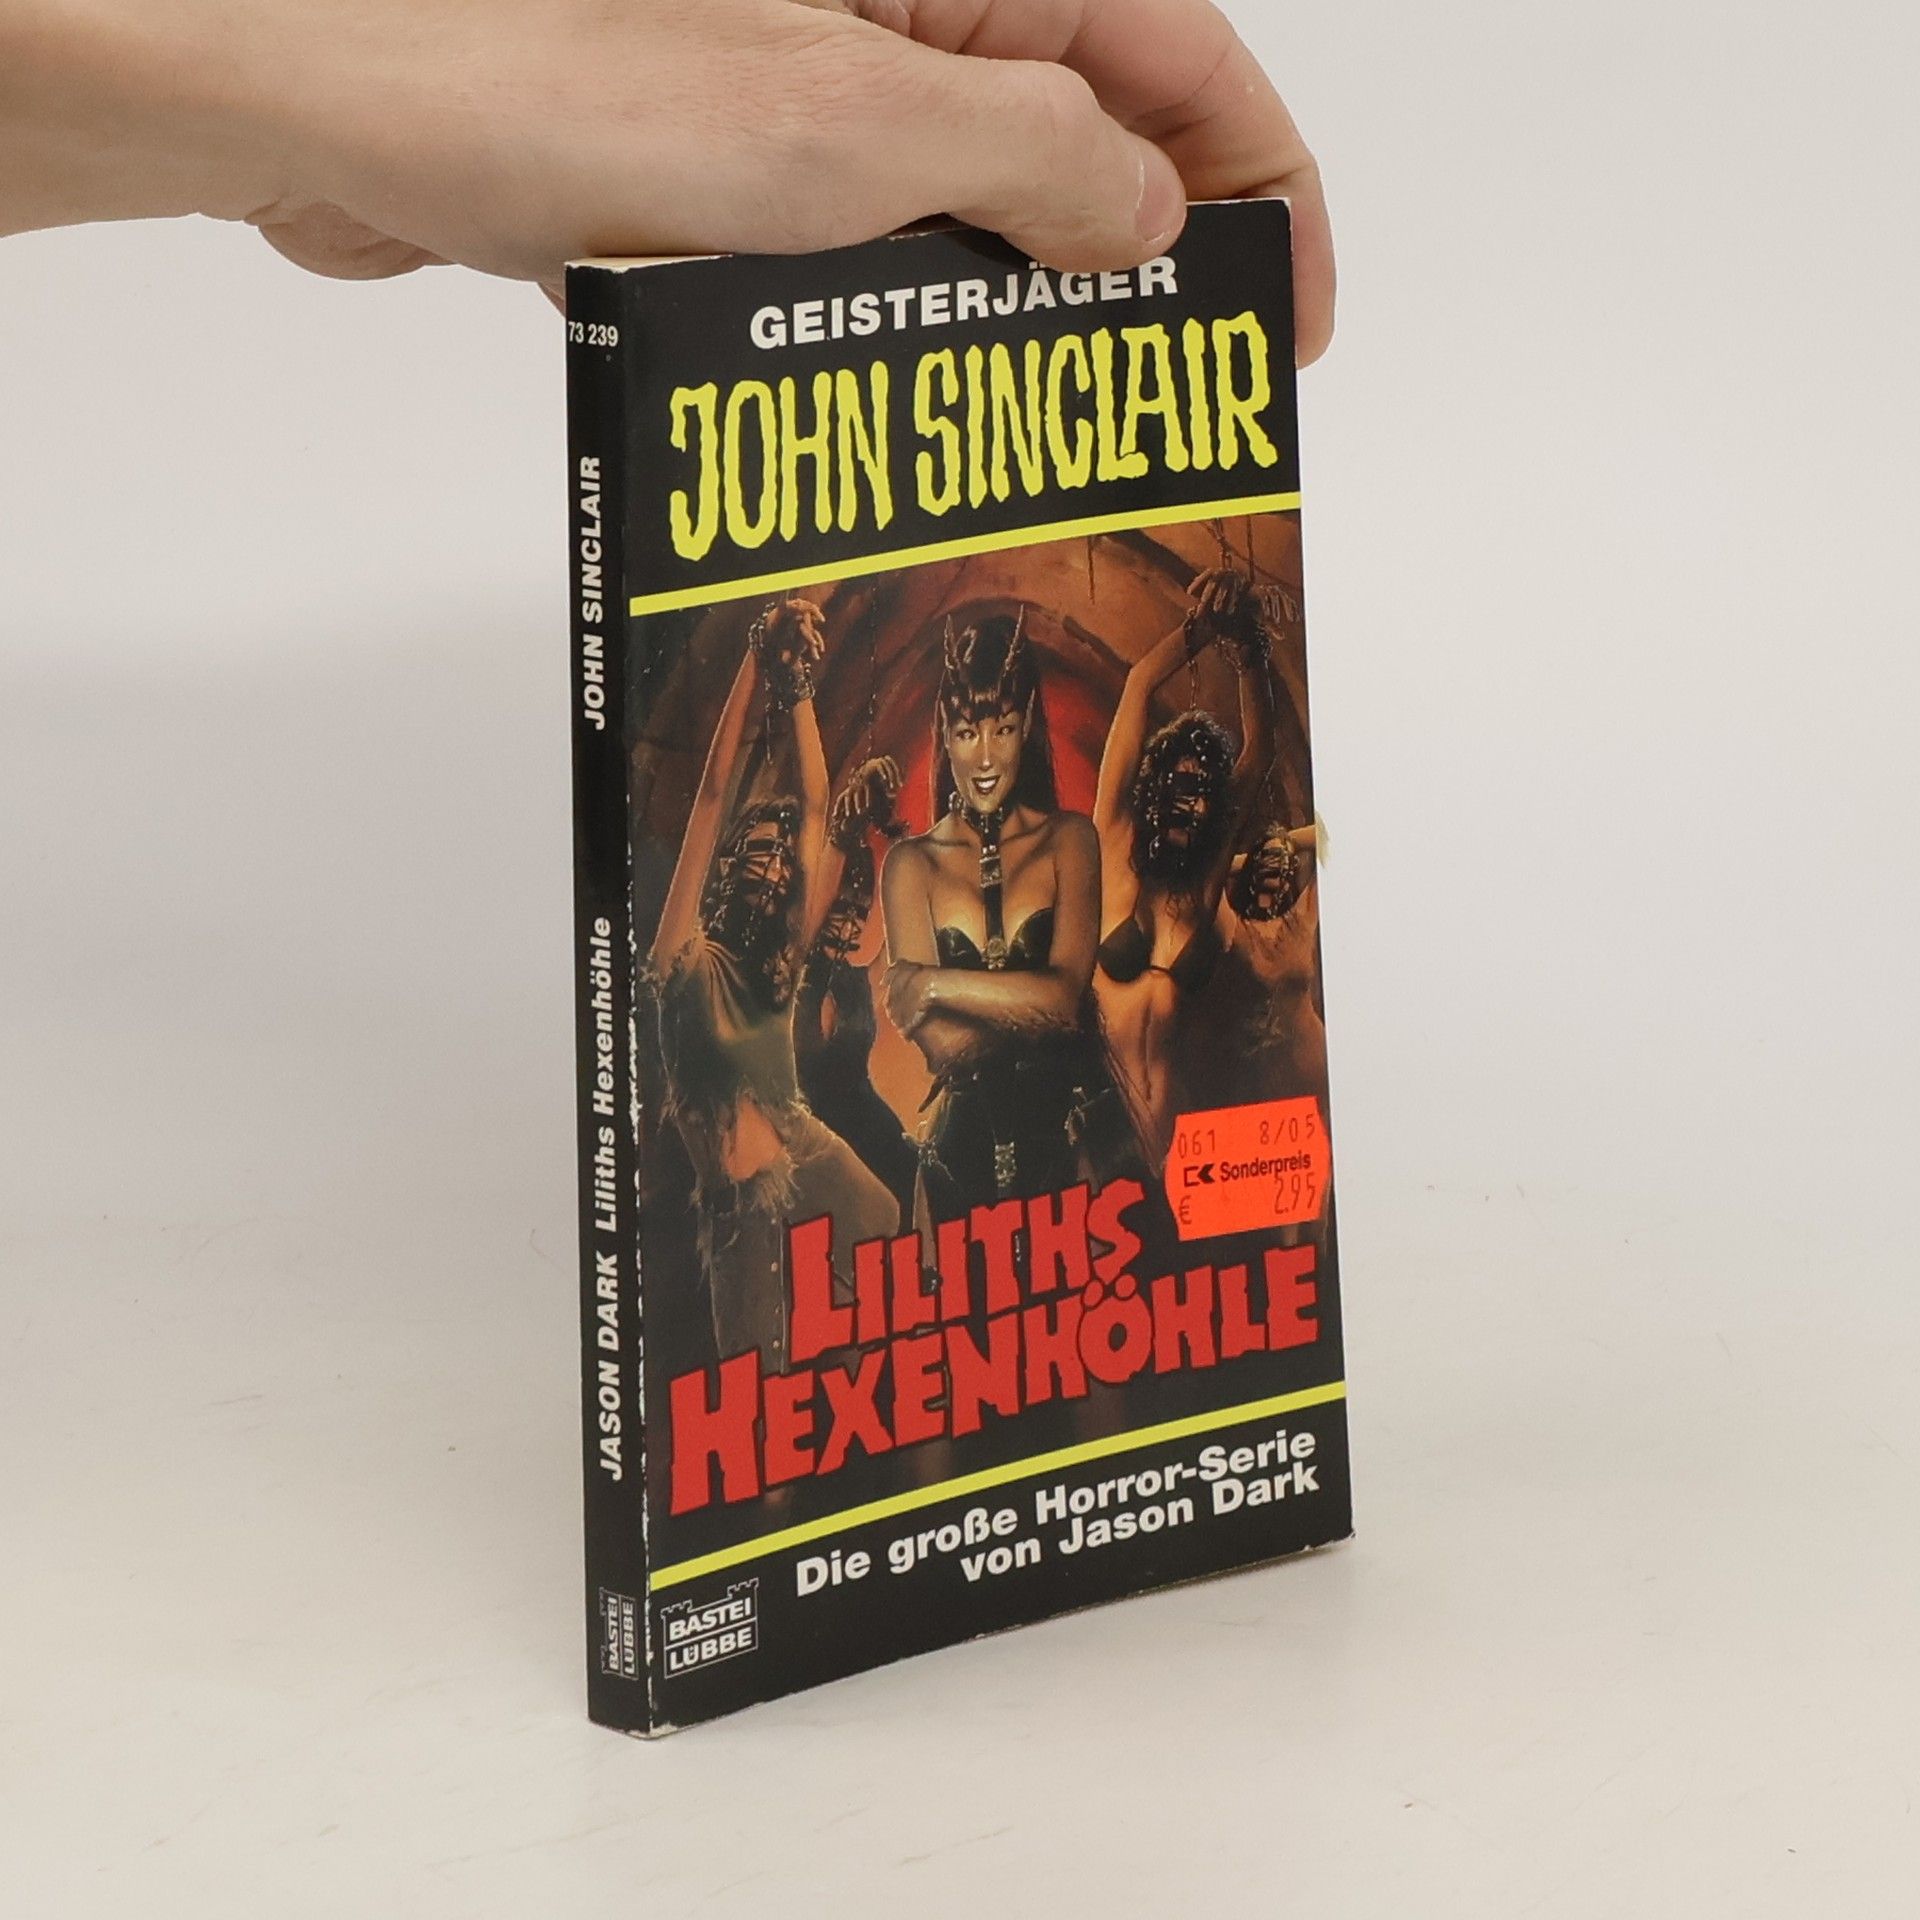 GEISTERJÄGER
JOHN SINCLAIR
061 8/05
Sonderpreis
€ 2.95
LILITHS
HEXENHÖHLE
Die große Horror-Serie
von Jason Dark
BASTEI
LÜBBE
73 239
JASON DARK Liliths Hexenhöhle JOHN SINCLAIR
BASTEI
LÜBBE